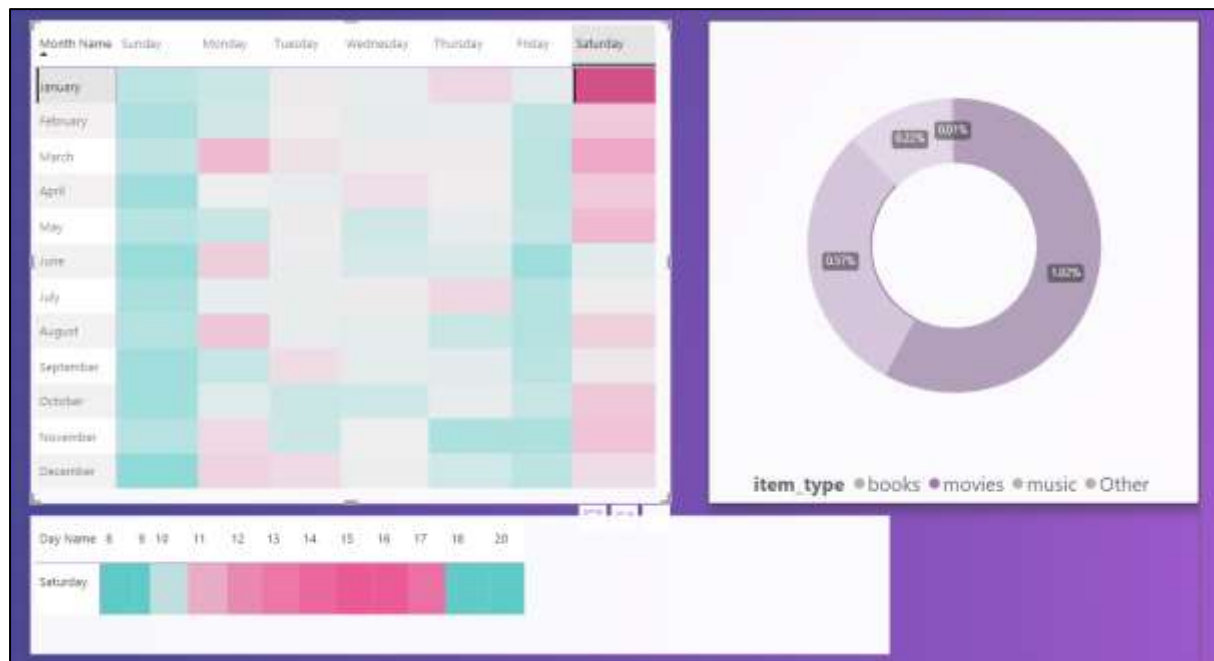 Month Name Sunday Monday Tuesday Wednesday Thursday Friday Saturday
January
February
March
April
May
June
July
August
September
October
November
December
0.22% 0.01%
0.57%
1.02%
item_type books movies music Other
Day Name 8 9 10 11 12 13 14 15 16 17 18 20
Saturday